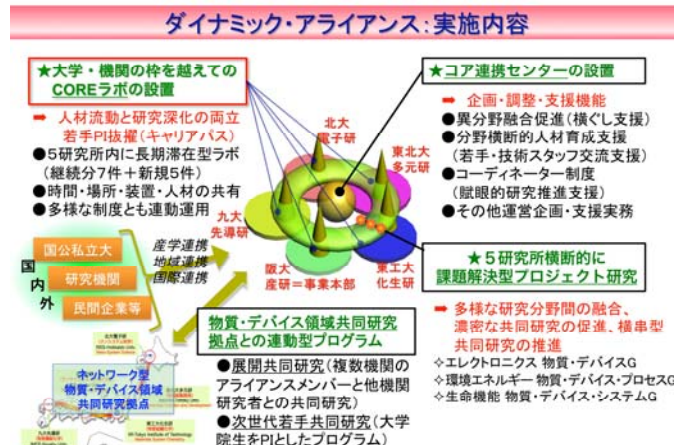 ダイナミック・アライアンス：実施内容
★大学・機関の枠を越えての
COREラボの設置
➡ 人材流動と研究深化の両立
若手PI抜擢(キャリアパス)
●5研究所内に長期滞在型ラボ
(継続分7件＋新規5件)
●時間・場所・装置・人材の共有
●多様な制度とも連動運用
北大
電子研
東北大
多元研
九大
先導研
阪大
産研＝事業本部
東工大
化生研
★コア連携センターの設置
➡ 企画・調整・支援機能
●異分野融合促進(横ぐし支援)
●分野横断的人材育成支援
(若手・技術スタッフ交流支援)
●コーディネーター制度
(賦眼的研究推進支援)
●その他運営企画・支援実務
国内外
国公私立大
研究機関
民間企業等
産学連携
地域連携
国際連携
★５研究所横断的に
課題解決型プロジェクト研究
➡ 多様な研究分野間の融合、
濃密な共同研究の促進、横串型
共同研究の推進
✧エレクトロニクス 物質・デバイスG
✧環境エネルギー 物質・デバイス・プロセスG
✧生命機能 物質・デバイス・システムG
物質・デバイス領域共同研究
拠点との連動型プログラム
●展開共同研究(複数機関の
アライアンスメンバーと他機関
研究者との共同研究)
●次世代若手共同研究(大学
院生をPIとしたプログラム)
ネットワーク型
物質・デバイス領域
共同研究拠点